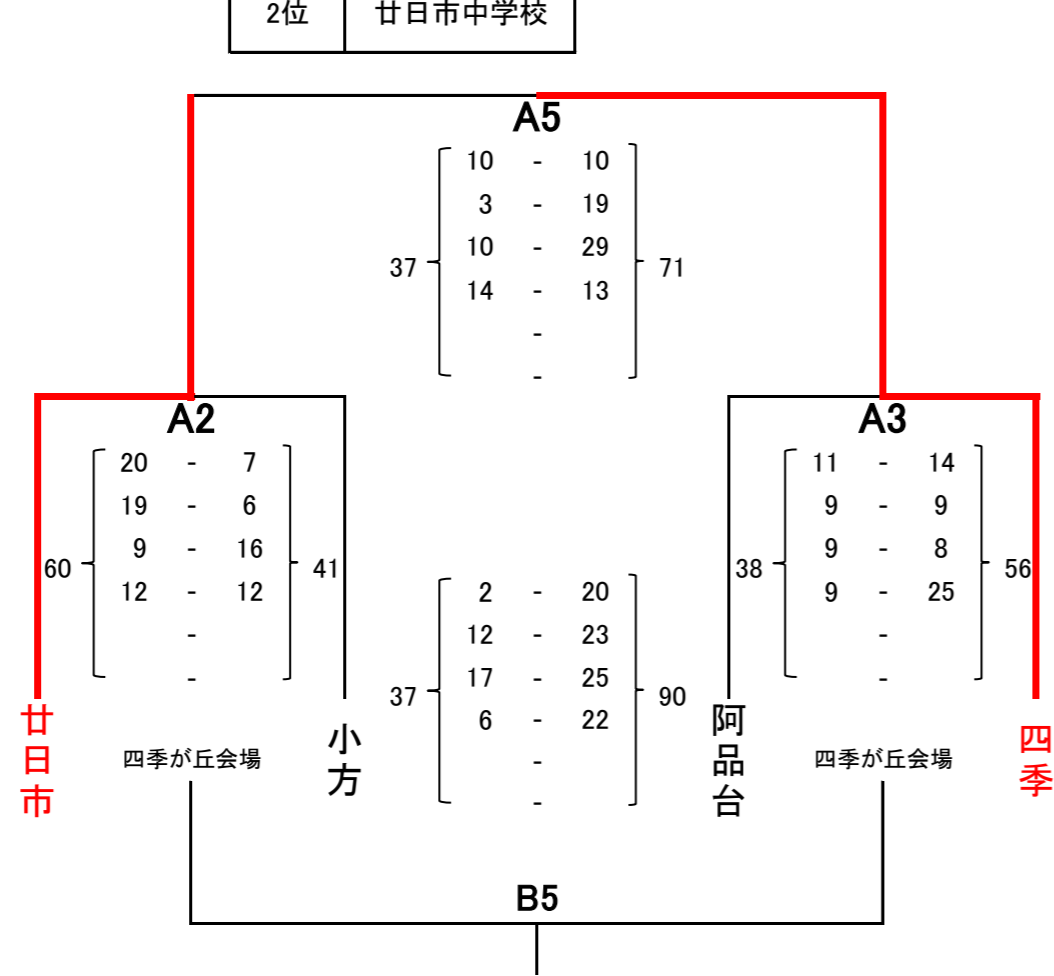 2位 廿日市中学校
A5
10 - 10
3 - 19
10 - 29
37 71
14 - 13
-
-
A2
20 - 7
19 - 6
9 - 16
60 41
12 - 12
-
-
A3
11 - 14
9 - 9
9 - 8
38 56
9 - 25
-
-
2 - 20
12 - 23
17 - 25
37 90
6 - 22
-
-
廿日市
四季が丘会場
小方
阿品台
四季が丘会場
四季
B5